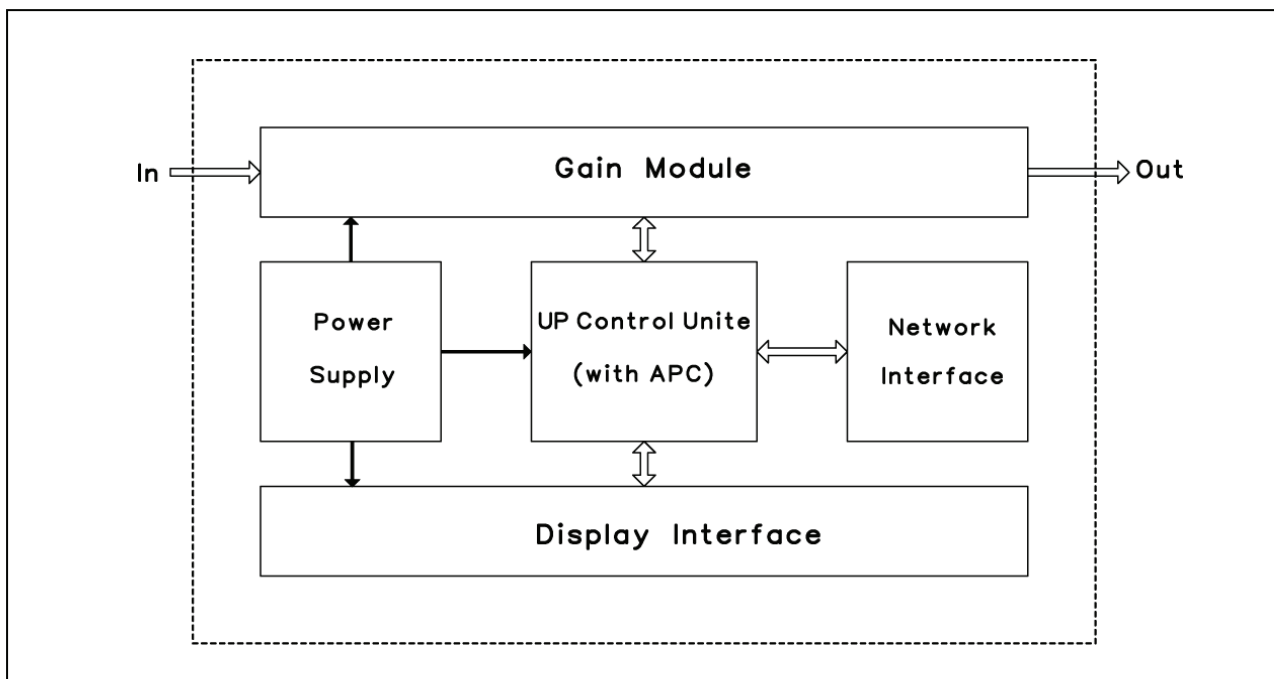 Gain Module
In
Out
Power
Supply
UP Control Unite
(with APC)
Network
Interface
Display Interface